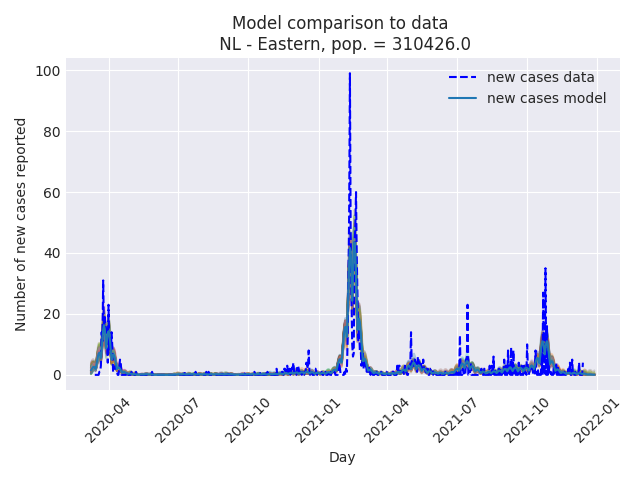 Model comparison to data
NL - Eastern, pop. = 310426.0
new cases data
new cases model
Number of new cases reported
100
80
60
40
20
0
2020-04
2020-07
2020-10
2021-01
2021-04
2021-07
2021-10
2022-01
Day